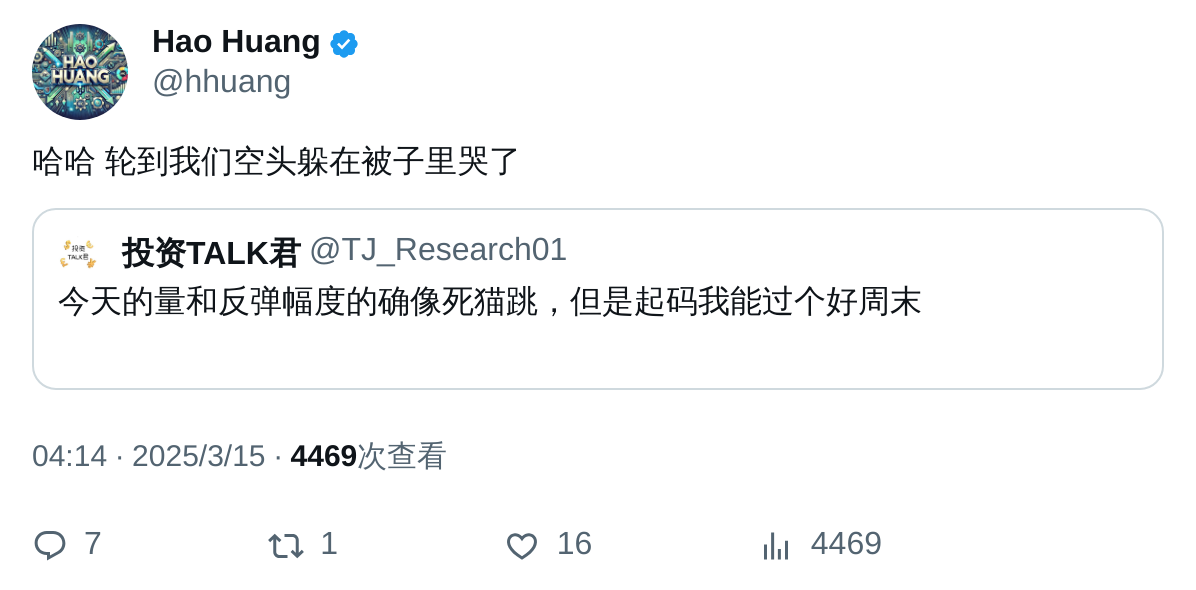 HAO
HUANG
Hao Huang
@hhuang
哈哈 轮到我们空头躲在被子里哭了
投资
TALK君
投资TALK君 @TJ_Research01
今天的量和反弹幅度的确像死猫跳，但是起码我能过个好周末
04:14 · 2025/3/15 · 4469次查看
7 1 16 4469